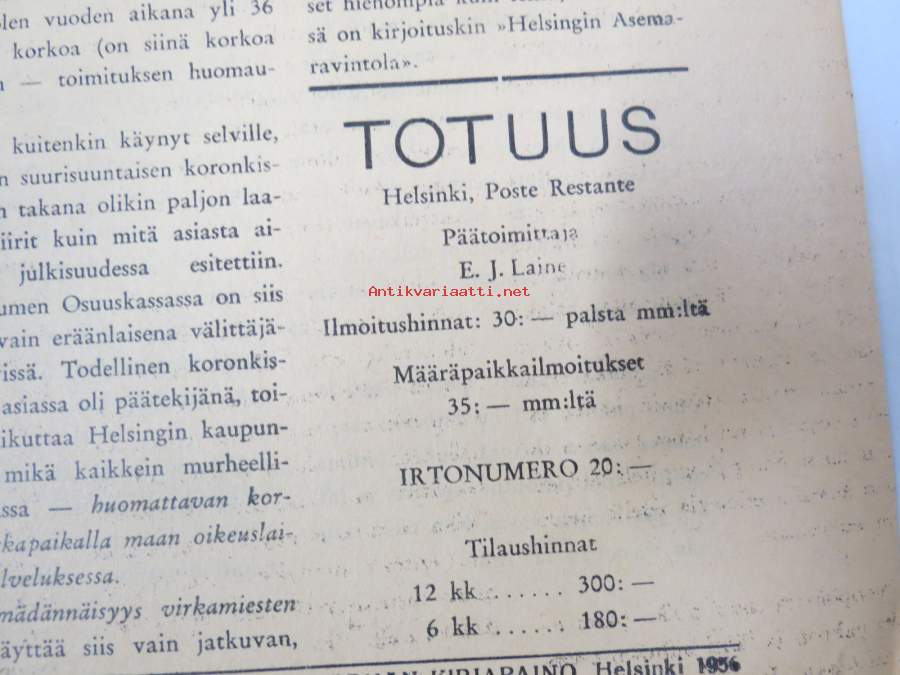 olen vuoden aikana yli 36
korkoa (on siinä korkoa
— toimituksen huomau-
kuitenkin käynyt selville,
n suurisuuntaisen koronkis-
takana olikin paljon laa-
iirit kuin mitä asiasta ai-
julkisuudessa esitettiin.
umen Osuuskassassa on siis
vain eräänlaisena välittäjä-
rissä. Todellinen koronkis-
asiassa oli päätekijänä, toi-
ikuttaa Helsingin kaupun-
mikä kaikkein murheelli-
ssa — huomattavan kor-
kapaikalla maan oikeuslai-
lveluksessa.
mädännäisyys virkamiesten
äyttää siis vain jatkuvan,
set hienompia
sä on kirjoituskin »Helsingin Asema-
ravintola».
TOTUUS
Helsinki, Poste Restante
Päätoimittaja
E. J. Laine
Antikvariaatti.net
Ilmoitushinnat: 30:— palsta mm:ltä
Määräpaikkailmoitukset
35:— mm:ltä
IRTONUMERO 20:—
Tilaushinnat
12 kk ...... 300:—
6 kk ...... 180:—
KIRJAPAINO, Helsinki 1956